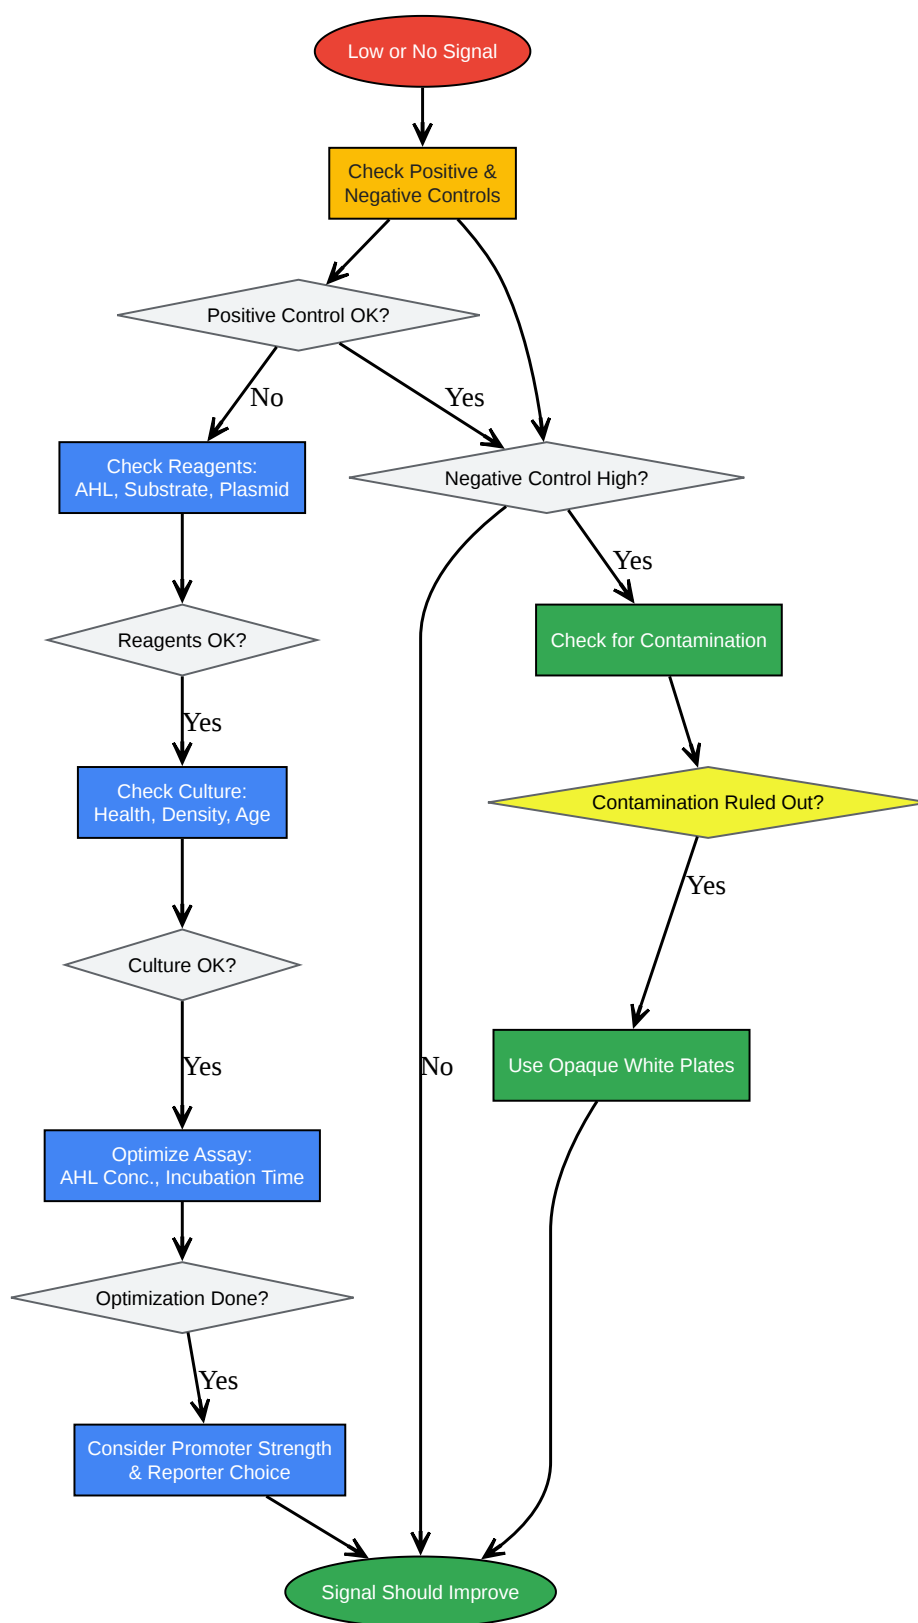 Low or No Signal
Check Positive &
Negative Controls
Positive Control OK?
No
Yes
Check Reagents:
AHL, Substrate, Plasmid
Negative Control High?
Yes
Reagents OK?
Check for Contamination
Yes
Check Culture:
Health, Density, Age
Contamination Ruled Out?
Yes
Culture OK?
Yes
No
Use Opaque White Plates
Optimize Assay:
AHL Conc., Incubation Time
Optimization Done?
Yes
Consider Promoter Strength
& Reporter Choice
Signal Should Improve